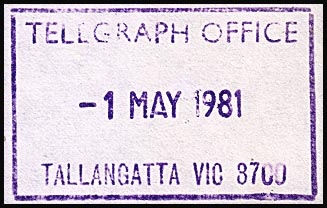 TELEGRAPH OFFICE
-1 MAY 1981
TALLANGATTA VIC 3700